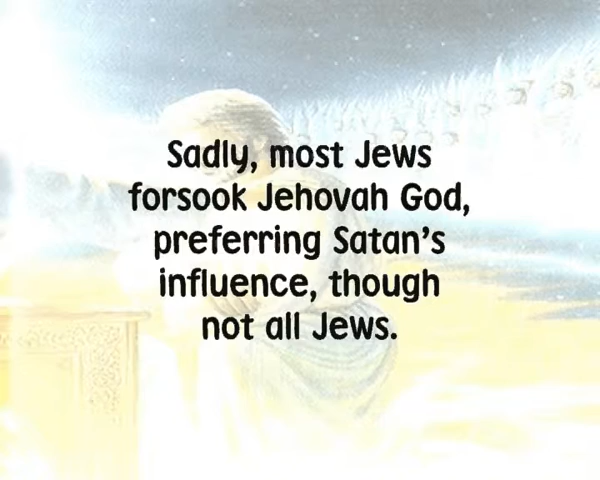 Sadly, most Jews
forsook Jehovah God,
preferring Satan's
influence, though
not all Jews.